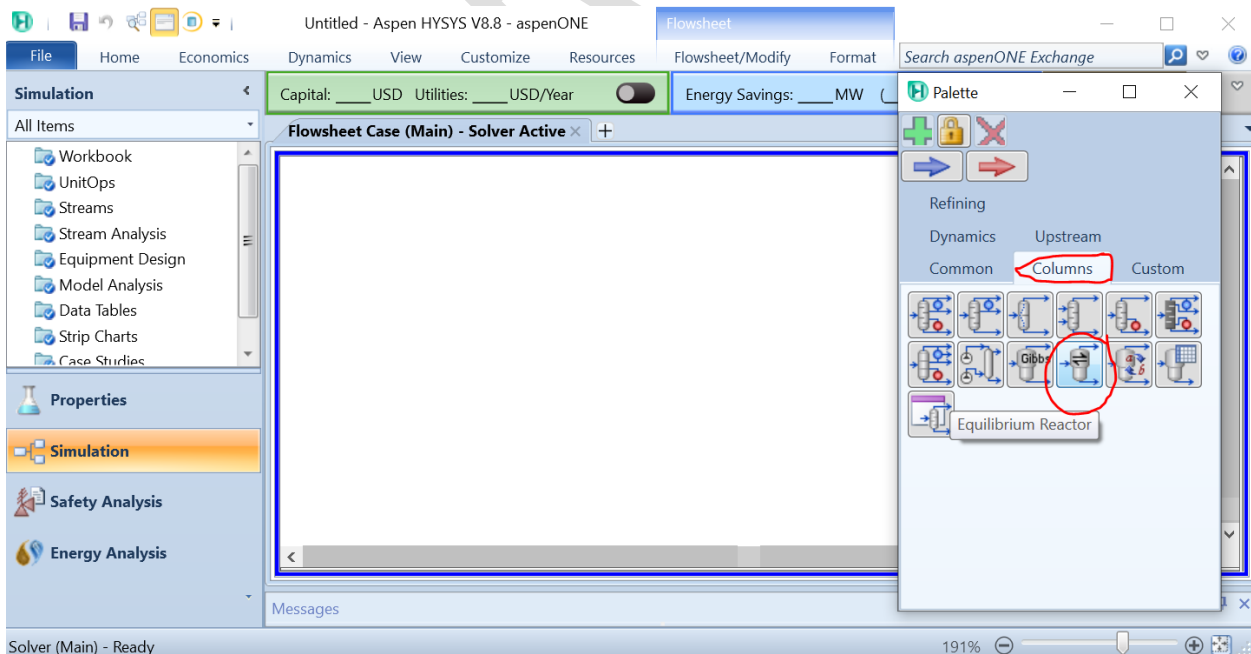 Untitled - Aspen HYSYS V8.8 - aspenONE
Flowsheet
File Home Economics Dynamics View Customize Resources Flowsheet/Modify Format Search aspenONE Exchange
Simulation
All Items
Workbook
UnitOps
Streams
Stream Analysis
Equipment Design
Model Analysis
Data Tables
Strip Charts
Case Studies
Properties
Simulation
Safety Analysis
Energy Analysis
Capital: ____USD Utilities: ____USD/Year
Energy Savings: ____MW (_
Flowsheet Case (Main) - Solver Active
Palette
Refining
Dynamics Upstream
Common Columns Custom
Gibbs
a
b
Equilibrium Reactor
Messages
Solver (Main) - Ready
191%